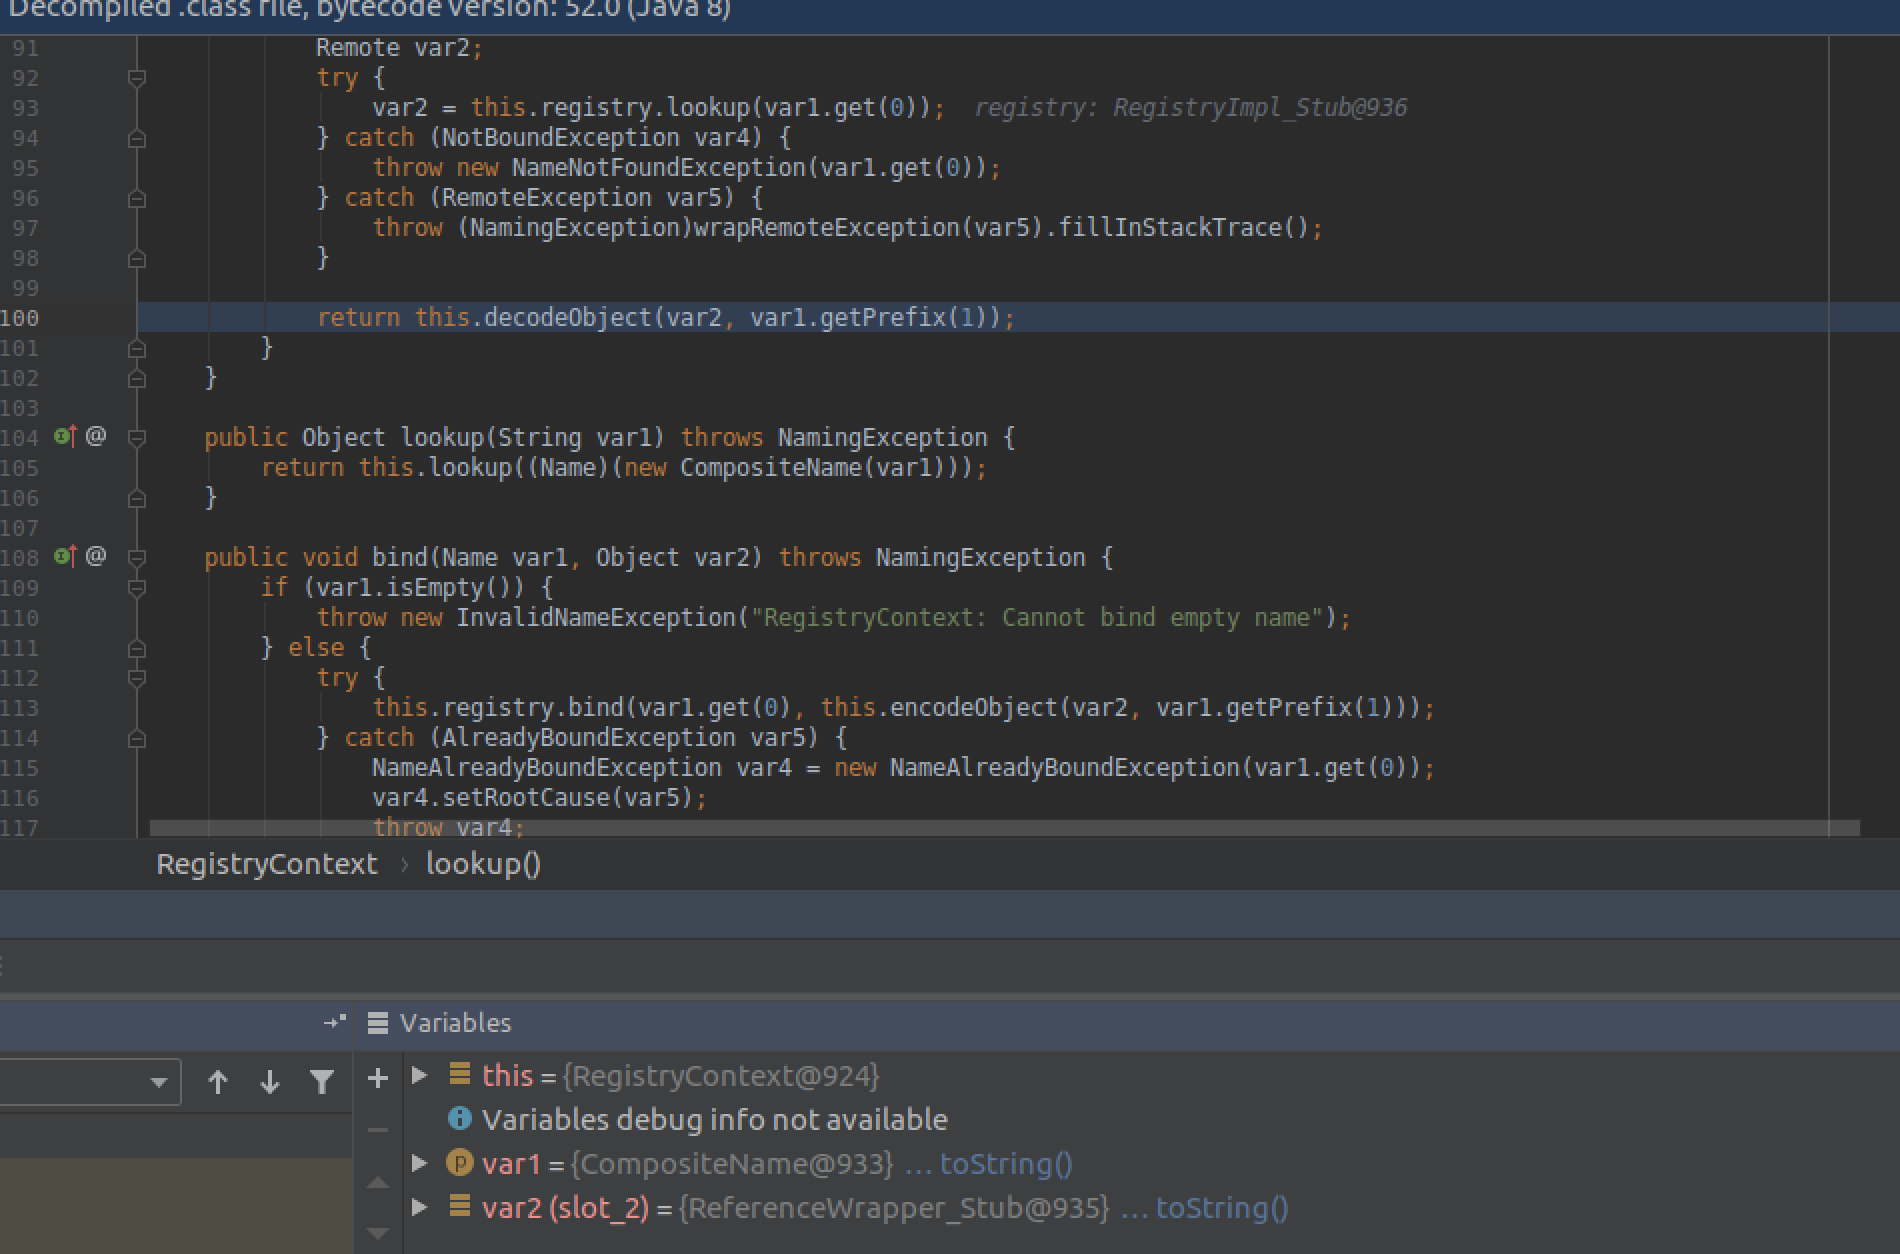 Decompiled .class file, bytecode version: 52.0 (Java 8)
91 Remote var2;
92 try {
93 var2 = this.registry.lookup(var1.get(0)); registry: RegistryImpl_Stub@936
94 } catch (NotBoundException var4) {
95 throw new NameNotFoundException(var1.get(0));
96 } catch (RemoteException var5) {
97 throw (NamingException)wrapRemoteException(var5).fillInStackTrace();
98 }
99
100 return this.decodeObject(var2, var1.getPrefix(1));
101 }
102 }
103
104 @ public Object lookup(String var1) throws NamingException {
105 return this.lookup((Name)(new CompositeName(var1)));
106 }
107
108 @ public void bind(Name var1, Object var2) throws NamingException {
109 if (var1.isEmpty()) {
110 throw new InvalidNameException("RegistryContext: Cannot bind empty name");
111 } else {
112 try {
113 this.registry.bind(var1.get(0), this.encodeObject(var2, var1.getPrefix(1)));
114 } catch (AlreadyBoundException var5) {
115 NameAlreadyBoundException var4 = new NameAlreadyBoundException(var1.get(0));
116 var4.setRootCause(var5);
117 throw var4;
RegistryContext › lookup()
Variables
this = {RegistryContext@924}
Variables debug info not available
var1 = {CompositeName@933} ... toString()
var2 (slot_2) = {ReferenceWrapper_Stub@935} ... toString()